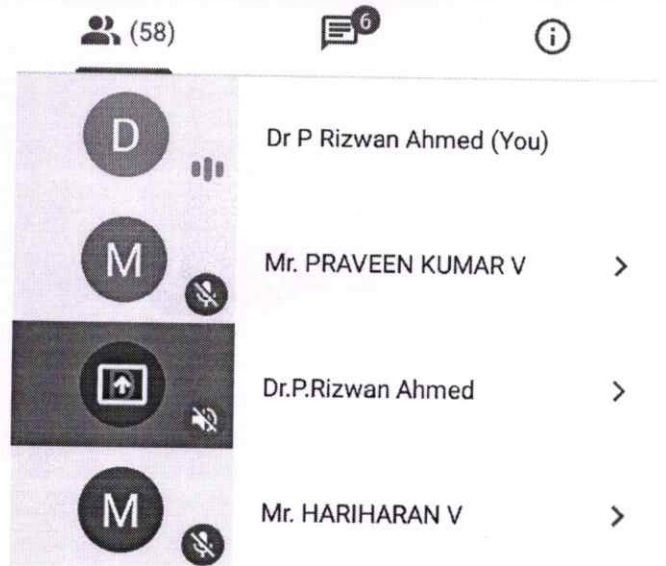 (58)
6
D
Dr P Rizwan Ahmed (You)
M
Mr. PRAVEEN KUMAR V
Dr.P.Rizwan Ahmed
M
Mr. HARIHARAN V